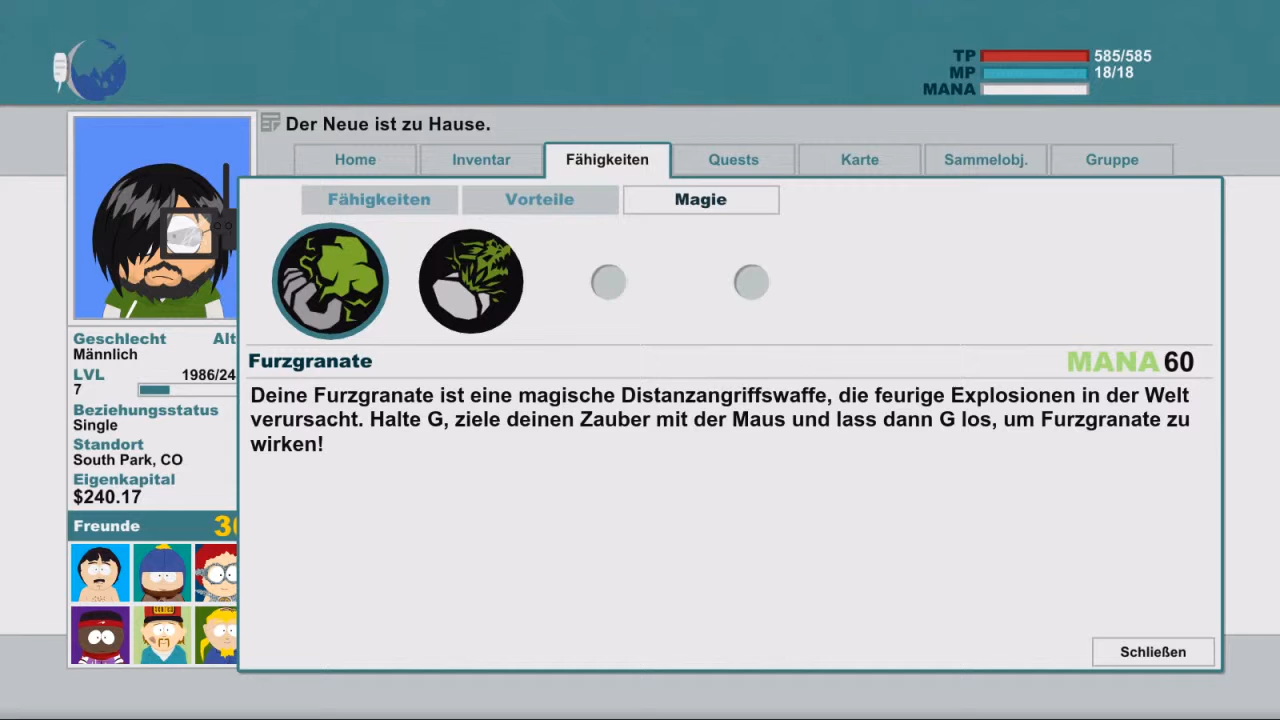 TP 585/585
MP 18/18
MANA
Der Neue ist zu Hause.
Home Inventar Fähigkeiten Quests Karte Sammelobj. Gruppe
Fähigkeiten Vorteile Magie
Geschlecht Alt
Männlich
LVL 1986/24
7
Beziehungsstatus
Single
Standort
South Park, CO
Eigenkapital
$240.17
Freunde
Furzgranate MANA 60
Deine Furzgranate ist eine magische Distanzangriffswaffe, die feurige Explosionen in der Welt
verursacht. Halte G, ziele deinen Zauber mit der Maus und lass dann G los, um Furzgranate zu
wirken!
Schließen